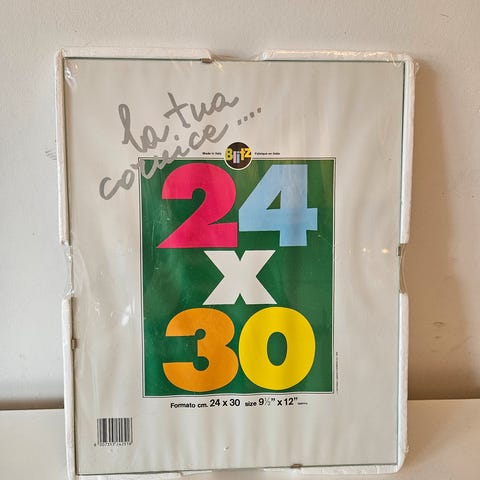 la tua
cornice ....
Made in Italy Blitz Fabriqué en Italie
24
x
30
Formato cm. 24 x 30 size 9½" x 12"